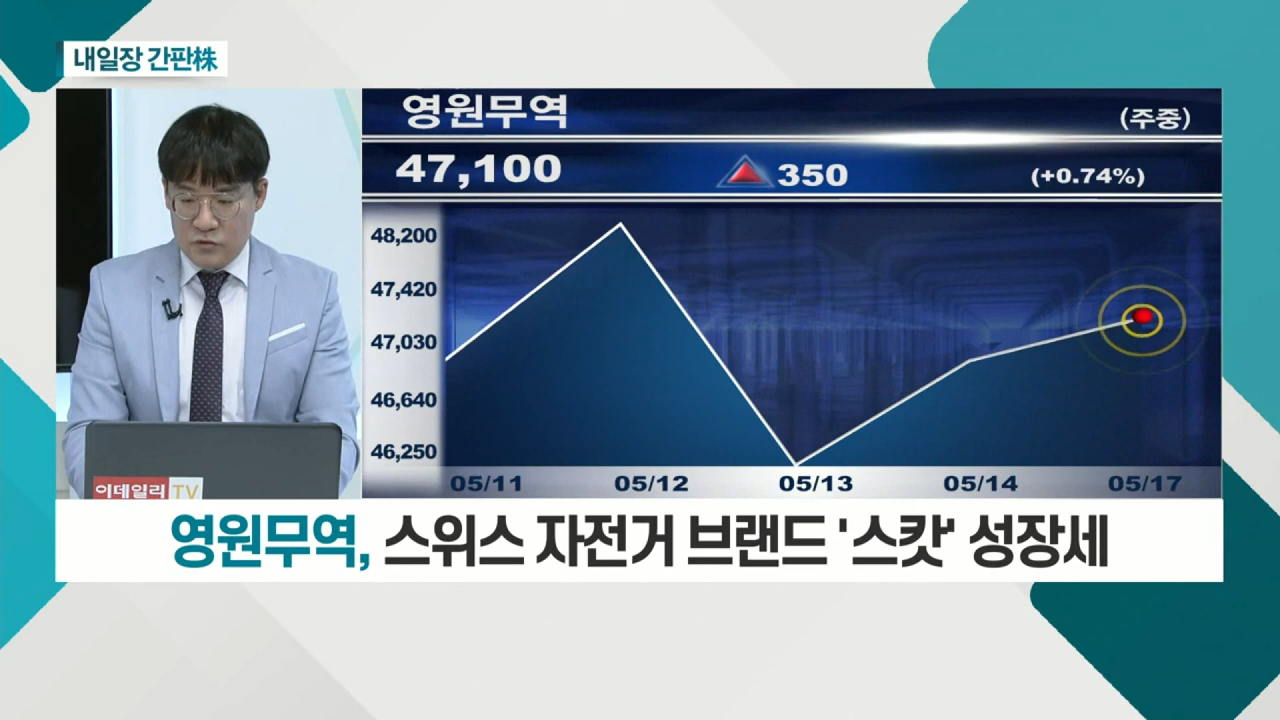 내일장 간판株
영원무역
(주중)
47,100
350
(+0.74%)
48,200
47,420
47,030
46,640
46,250
05/11
05/12
05/13
05/14
05/17
이데일리TV
영원무역, 스위스 자전거 브랜드 '스캇' 성장세